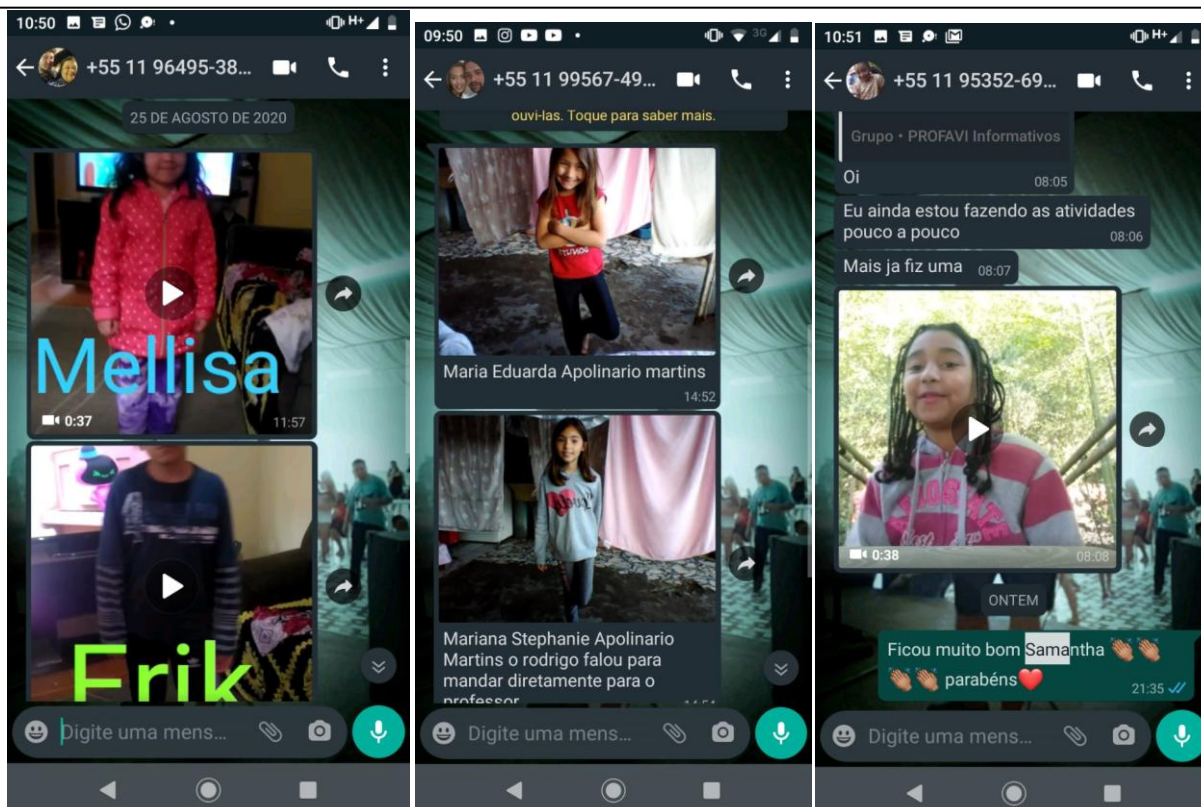 10:50
H+
+55 11 96495-38...
25 DE AGOSTO DE 2020
Mellisa
0:37
11:57
Erik
Digite uma mens...
09:50
3G
+55 11 99567-49...
ouvi-las. Toque para saber mais.
Maria Eduarda Apolinario martins
14:52
Mariana Stephanie Apolinario
Martins o rodrigo falou para
mandar diretamente para o
professor
14:54
Digite uma mens...
10:51
H+
+55 11 95352-69...
Grupo • PROFAVI Informativos
Oi
08:05
Eu ainda estou fazendo as atividades
pouco a pouco
08:06
Mais ja fiz uma 08:07
0:38
08:08
ONTEM
Ficou muito bom Samantha 👏🏽👏🏽
👏🏽👏🏽 parabéns❤️
21:35
Digite uma mens...